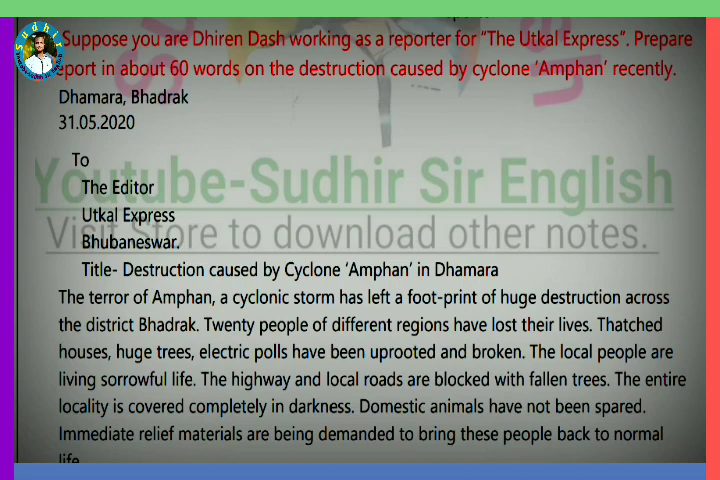 Sudhir
Suppose you are Dhiren Dash working as a reporter for "The Utkal Express". Prepare
eport in about 60 words on the destruction caused by cyclone 'Amphan' recently.
Dhamara, Bhadrak
31.05.2020
To
The Editor
Youtube-Sudhir Sir English
Utkal Express
Visit Store to download other notes.
Bhubaneswar.
Title- Destruction caused by Cyclone 'Amphan' in Dhamara
The terror of Amphan, a cyclonic storm has left a foot-print of huge destruction across
the district Bhadrak. Twenty people of different regions have lost their lives. Thatched
houses, huge trees, electric polls have been uprooted and broken. The local people are
living sorrowful life. The highway and local roads are blocked with fallen trees. The entire
locality is covered completely in darkness. Domestic animals have not been spared.
Immediate relief materials are being demanded to bring these people back to normal
life